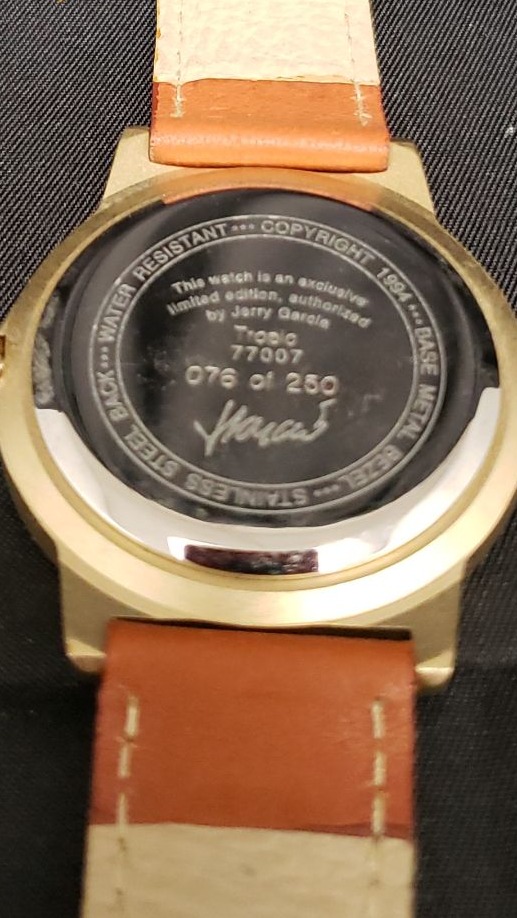 WATER RESISTANT ••• COPYRIGHT 1994 ••• BASE METAL BEZEL ••• STAINLESS STEEL BACK •••
This watch is an exclusive
limited edition, authorized
by Jerry Garcia
Tropic
77007
076 of 250